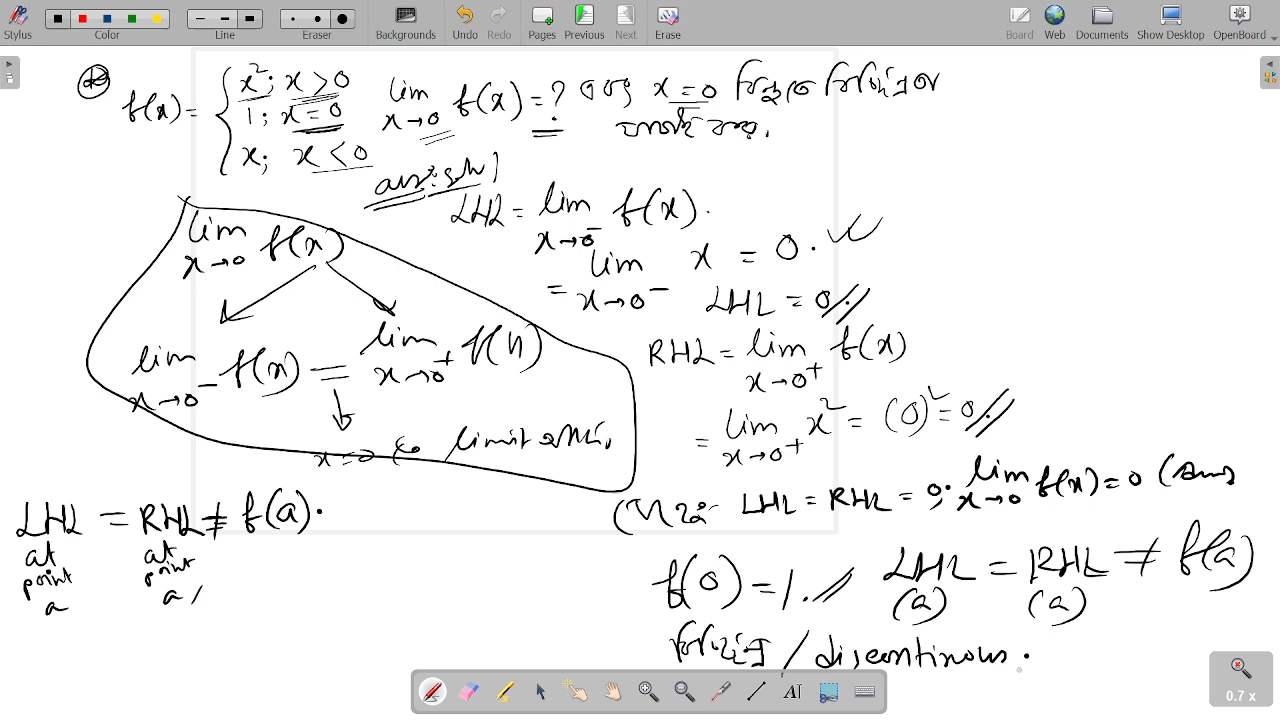 Stylus Color Line Eraser Backgrounds Undo Redo Pages Previous Next Erase Board Web Documents Show Desktop OpenBoard
f(x) = { x²; x > 0
1; x = 0
x; x < 0
lim x→0 f(x) = ? এবং x = 0 বিন্দুতে
LHL = lim x→0⁻ f(x).
= lim x→0⁻ x = 0.
LHL = 0
RHL = lim x→0⁺ f(x)
= lim x→0⁺ x² = (0)² = 0
lim x→0 f(x)
lim x→0⁻ f(x) = lim x→0⁺ f(x)
limit
LHL = RHL = 0; lim x→0 f(x) = 0 (Ans
LHL at point a = RHL at point a ≠ f(a).
f(0) = 1. LHL (a) = RHL (a) ≠ f(a)
/ discontinous.
0.7 x